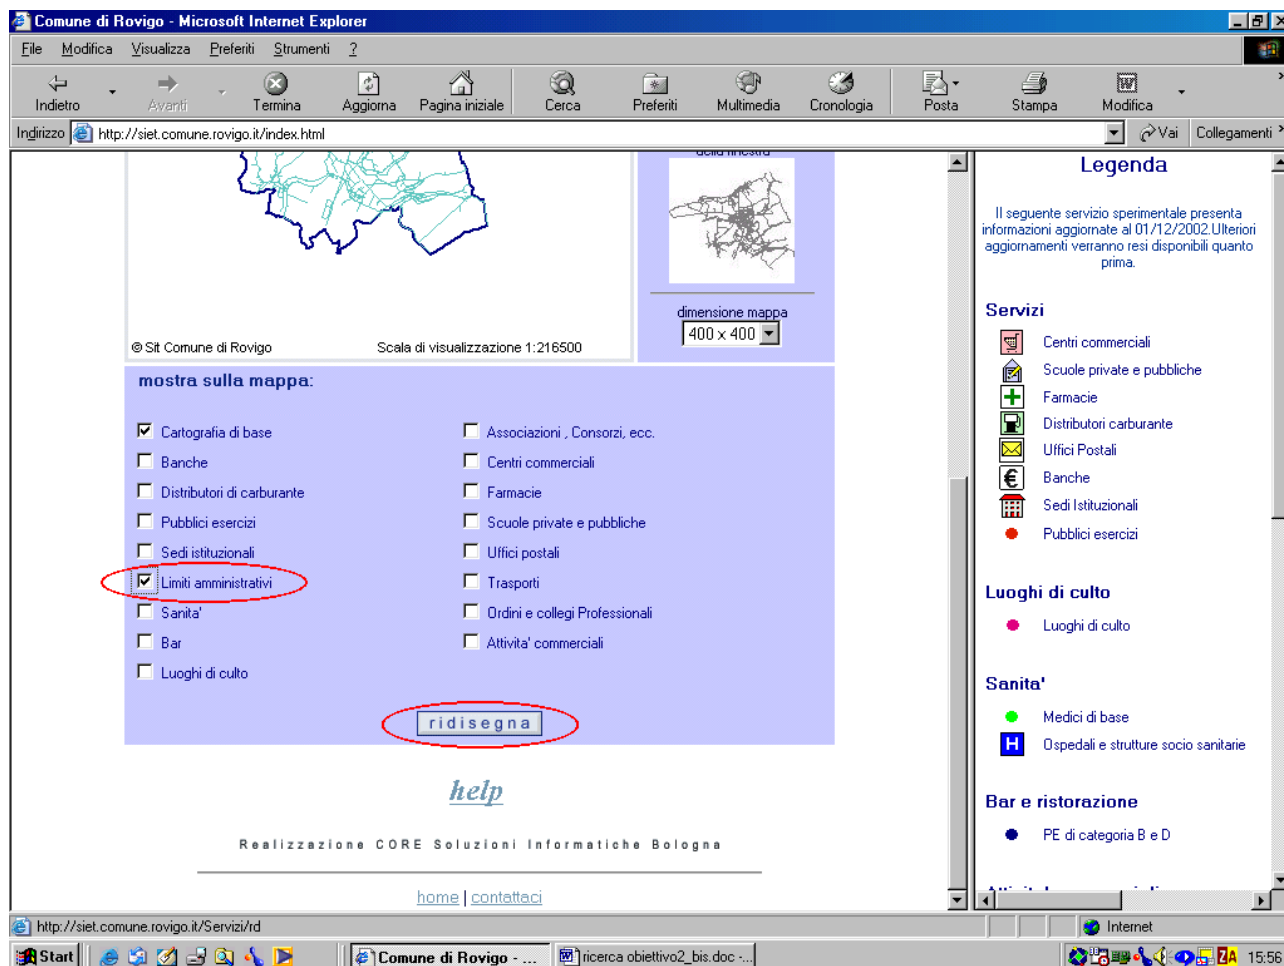 Comune di Rovigo - Microsoft Internet Explorer
File Modifica Visualizza Preferiti Strumenti ?
Indietro Avanti Termina Aggiorna Pagina iniziale Cerca Preferiti Multimedia Cronologia Posta Stampa Modifica
Indirizzo http://siet.comune.rovigo.it/index.html Vai Collegamenti
della finestra
dimensione mappa
400 x 400
© Sit Comune di Rovigo Scala di visualizzazione 1:216500
mostra sulla mappa:
Cartografia di base
Banche
Distributori di carburante
Pubblici esercizi
Sedi istituzionali
Limiti amministrativi
Sanita'
Bar
Luoghi di culto
Associazioni , Consorzi, ecc.
Centri commerciali
Farmacie
Scuole private e pubbliche
Uffici postali
Trasporti
Ordini e collegi Professionali
Attivita' commerciali
ridisegna
help
Realizzazione CORE Soluzioni Informatiche Bologna
home | contattaci
Legenda
Il seguente servizio sperimentale presenta
informazioni aggiornate al 01/12/2002.Ulteriori
aggiornamenti verranno resi disponibili quanto
prima.
Servizi
Centri commerciali
Scuole private e pubbliche
Farmacie
Distributori carburante
Uffici Postali
€ Banche
Sedi Istituzionali
Pubblici esercizi
Luoghi di culto
Luoghi di culto
Sanita'
Medici di base
H Ospedali e strutture socio sanitarie
Bar e ristorazione
PE di categoria B e D
http://siet.comune.rovigo.it/Servizi/rd Internet
Start Comune di Rovigo - ... ricerca obiettivo2_bis.doc -... ZA 15:56